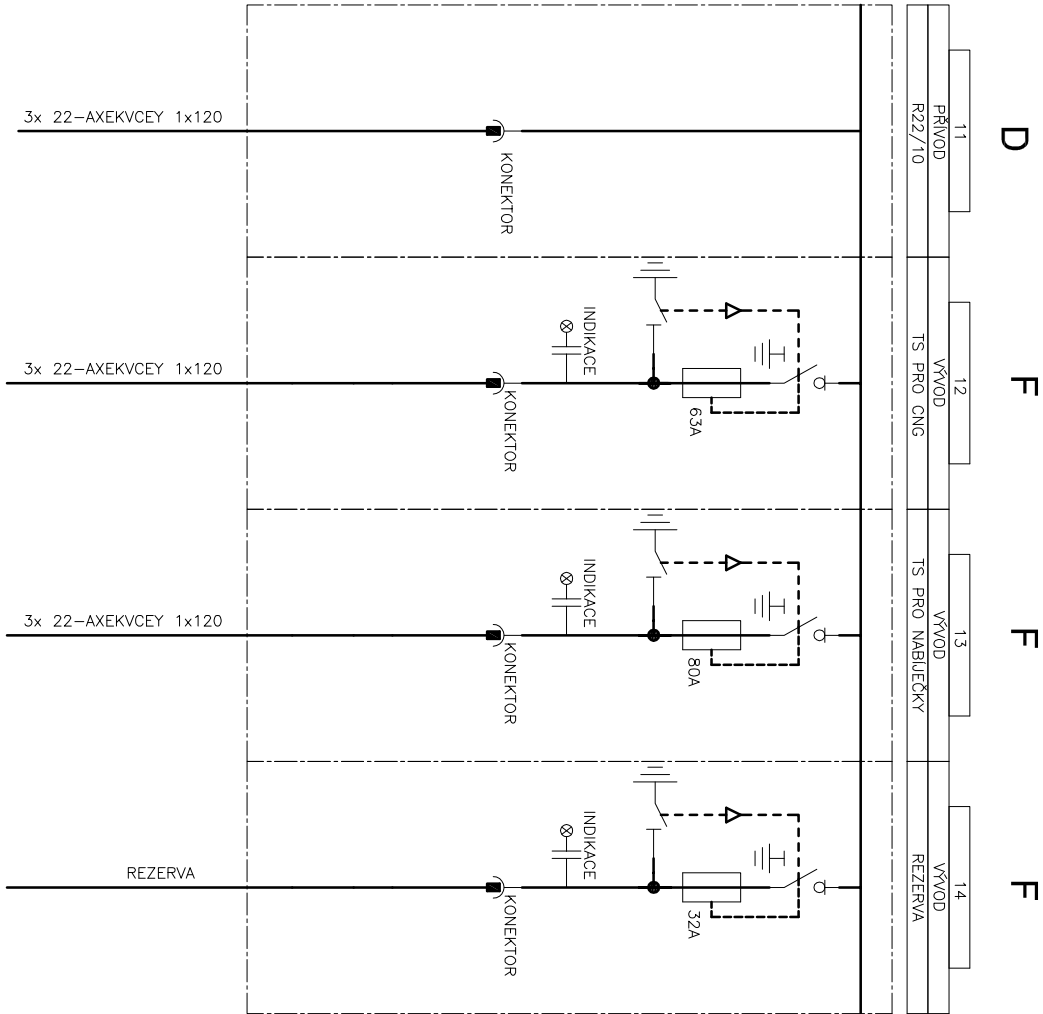 D
11
PŘÍVOD
R22/10
KONEKTOR
3x 22-AXEKVCEY 1x120
F
12
VÝVOD
TS PRO CNG
63A
INDIKACE
KONEKTOR
3x 22-AXEKVCEY 1x120
F
13
VÝVOD
TS PRO NABÍJEČKY
80A
INDIKACE
KONEKTOR
3x 22-AXEKVCEY 1x120
F
14
VÝVOD
REZERVA
32A
INDIKACE
KONEKTOR
REZERVA